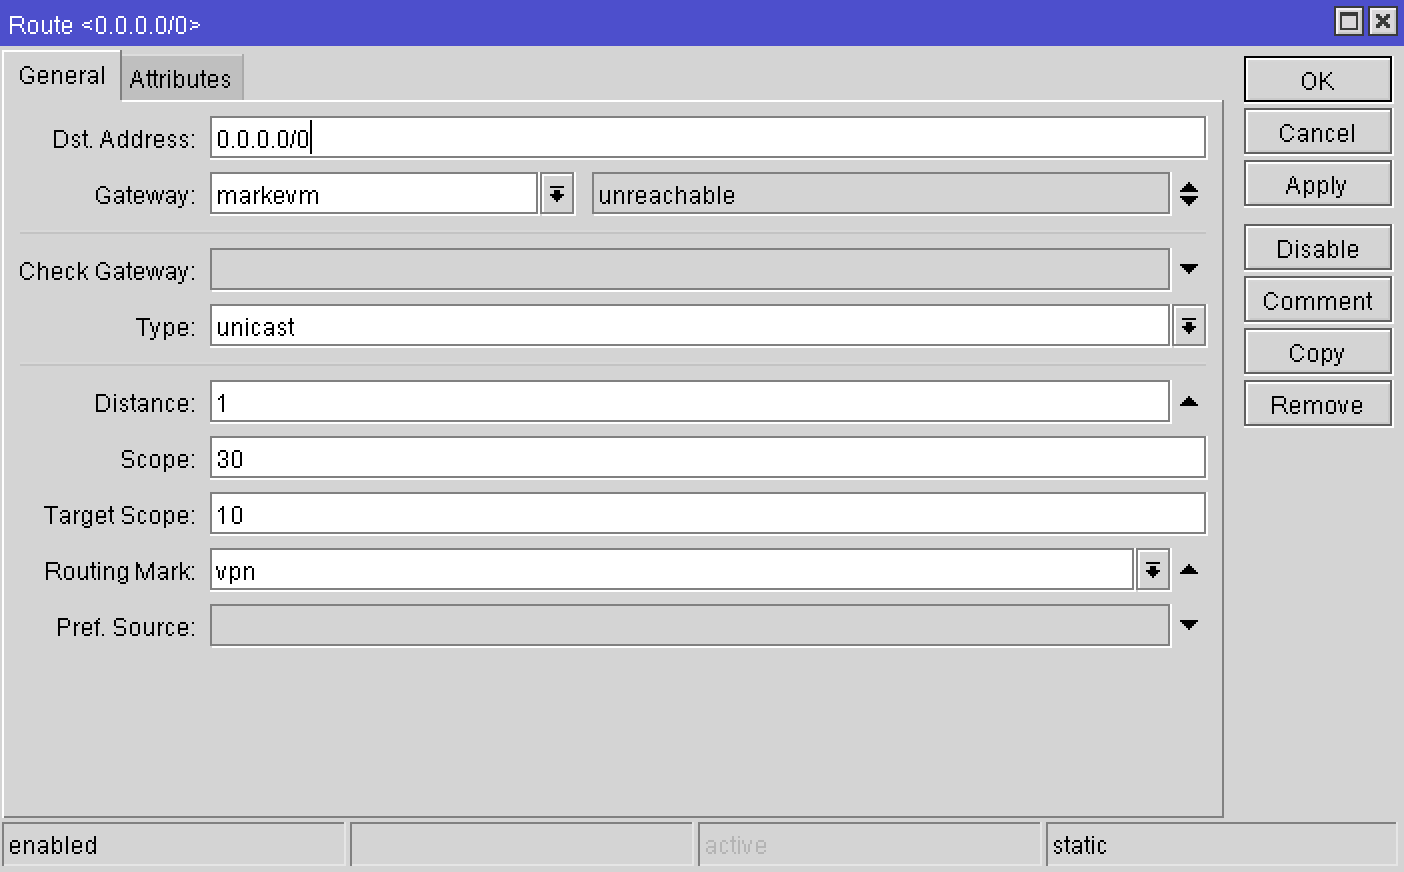 Route <0.0.0.0/0>
General Attributes
OK
Dst. Address: 0.0.0.0/0
Cancel
Gateway: markevm unreachable
Apply
Disable
Check Gateway:
Comment
Type: unicast
Copy
Distance: 1
Remove
Scope: 30
Target Scope: 10
Routing Mark: vpn
Pref. Source:
enabled active static